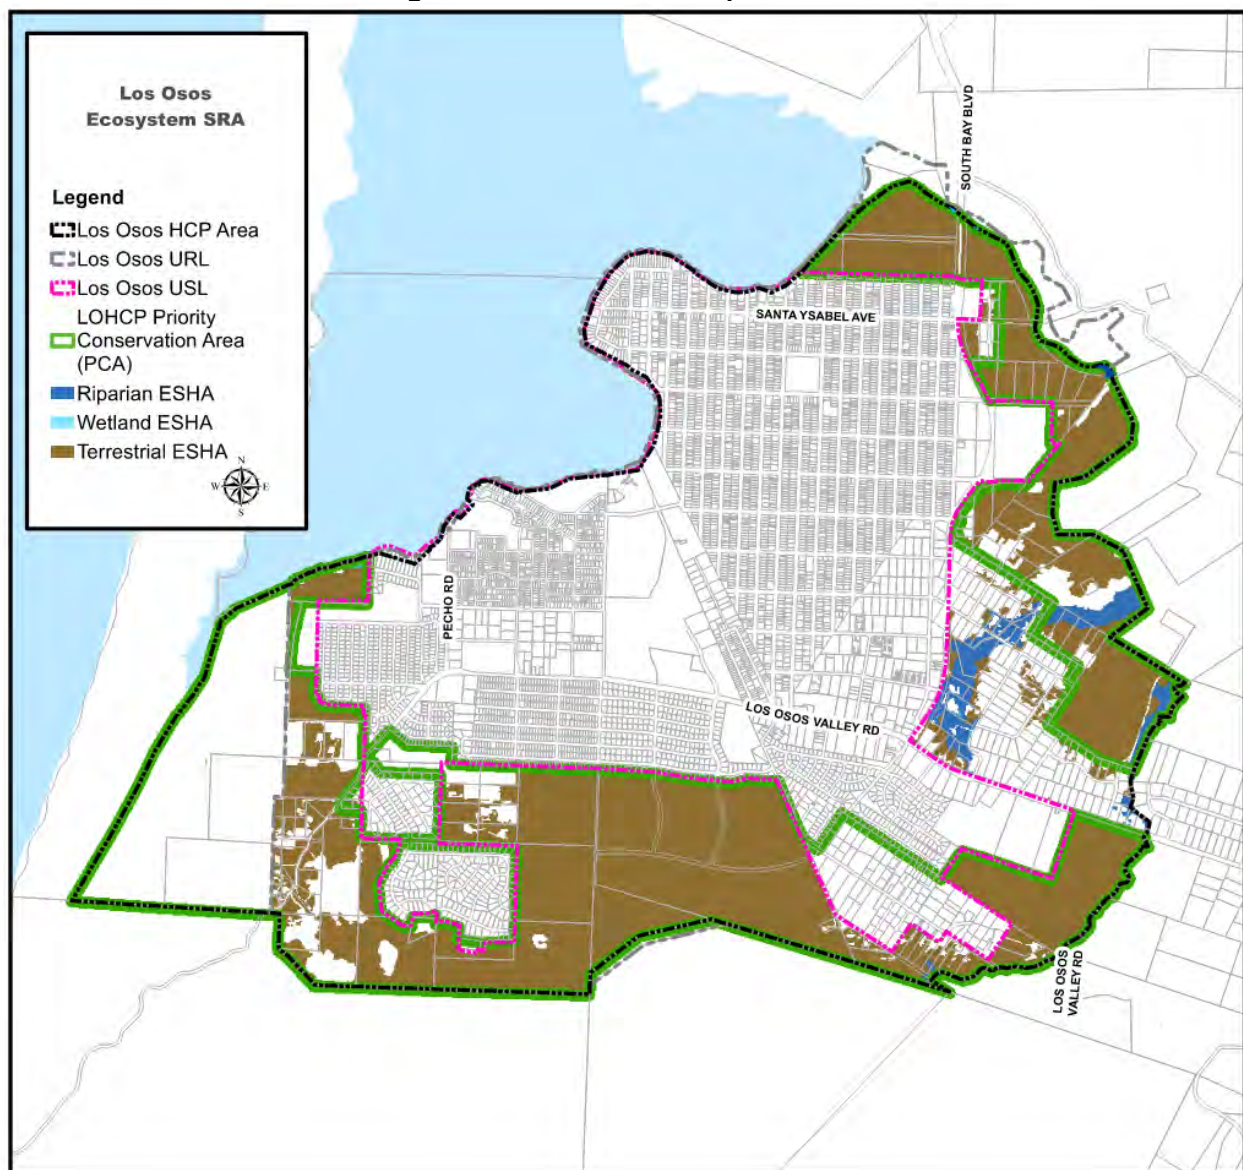 Los Osos
Ecosystem SRA
Legend
Los Osos HCP Area
Los Osos URL
Los Osos USL
LOHCP Priority
Conservation Area
(PCA)
Riparian ESHA
Wetland ESHA
Terrestrial ESHA
N
W E
S
SOUTH BAY BLVD
SANTA YSABEL AVE
PECHO RD
LOS OSOS VALLEY RD
LOS OSOS
VALLEY RD